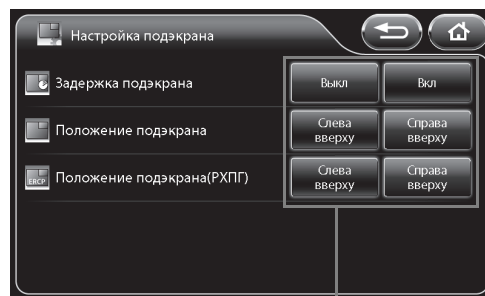 Настройка подэкрана
Задержка подэкрана
Выкл
Вкл
Положение подэкрана
Слева
вверху
Справа
вверху
ERCP
Положение подэкрана(РХПГ)
Слева
вверху
Справа
вверху